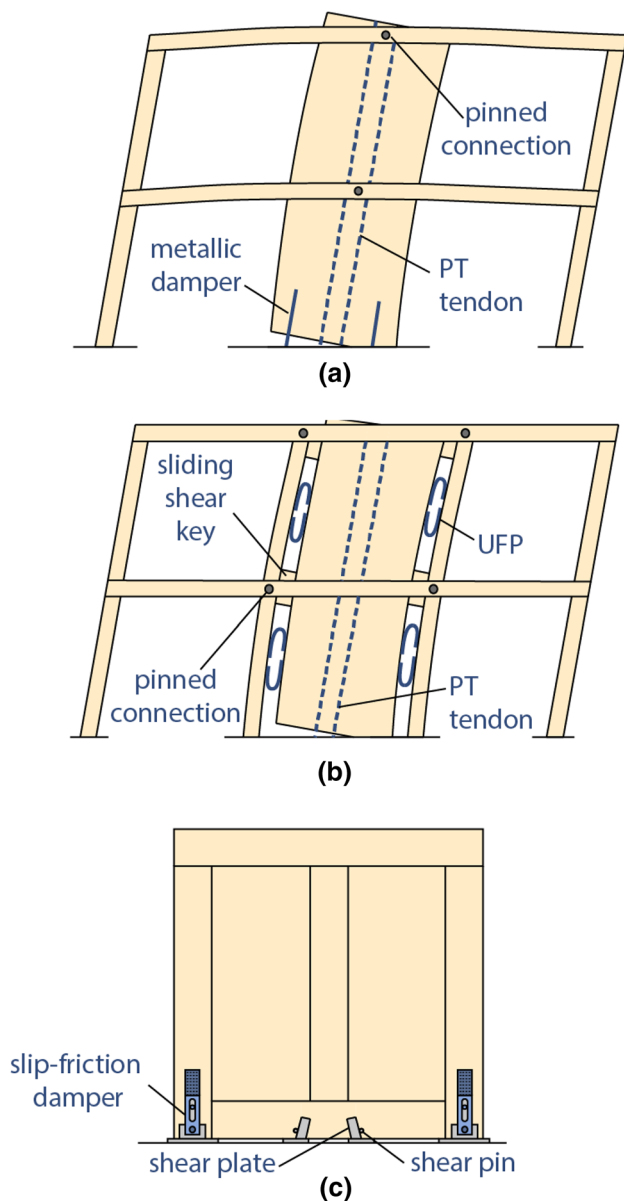 pinned
connection
metallic
damper
PT
tendon
(a)
sliding
shear
key
UFP
pinned
connection
PT
tendon
(b)
slip-friction
damper
shear plate
shear pin
(c)